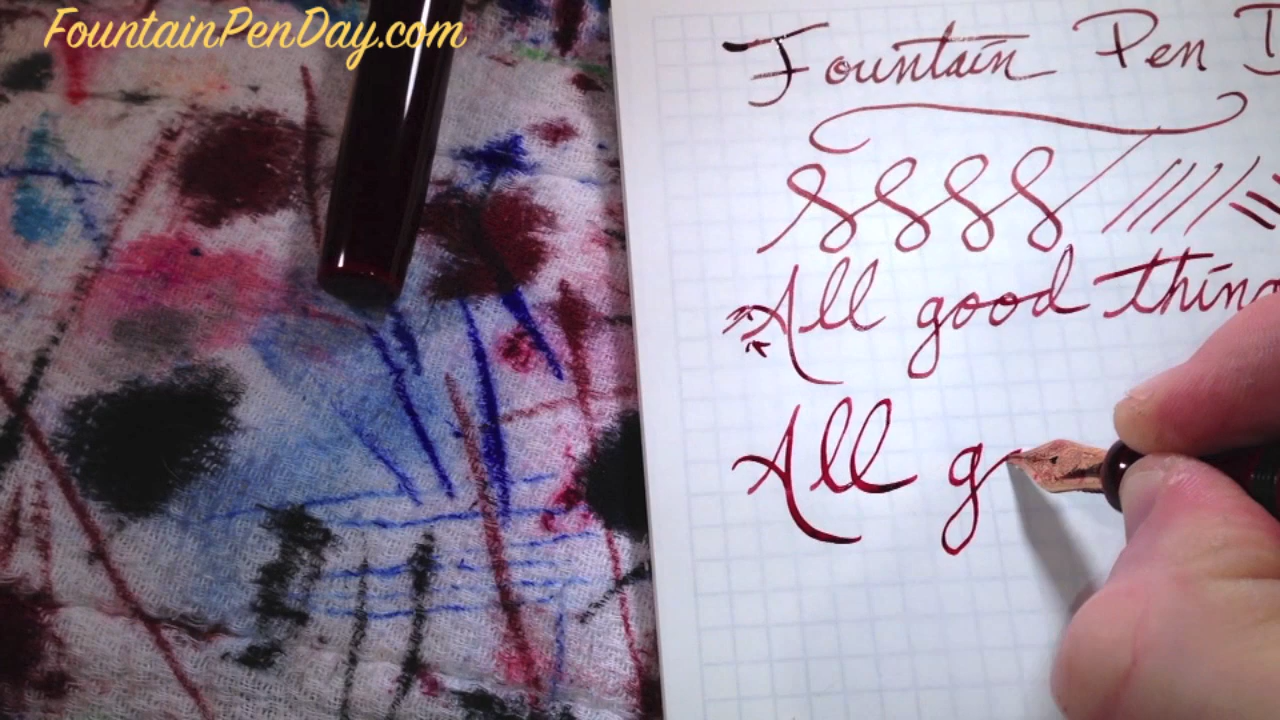 FountainPenDay.com
Fountain Pen D
All good thing
All g